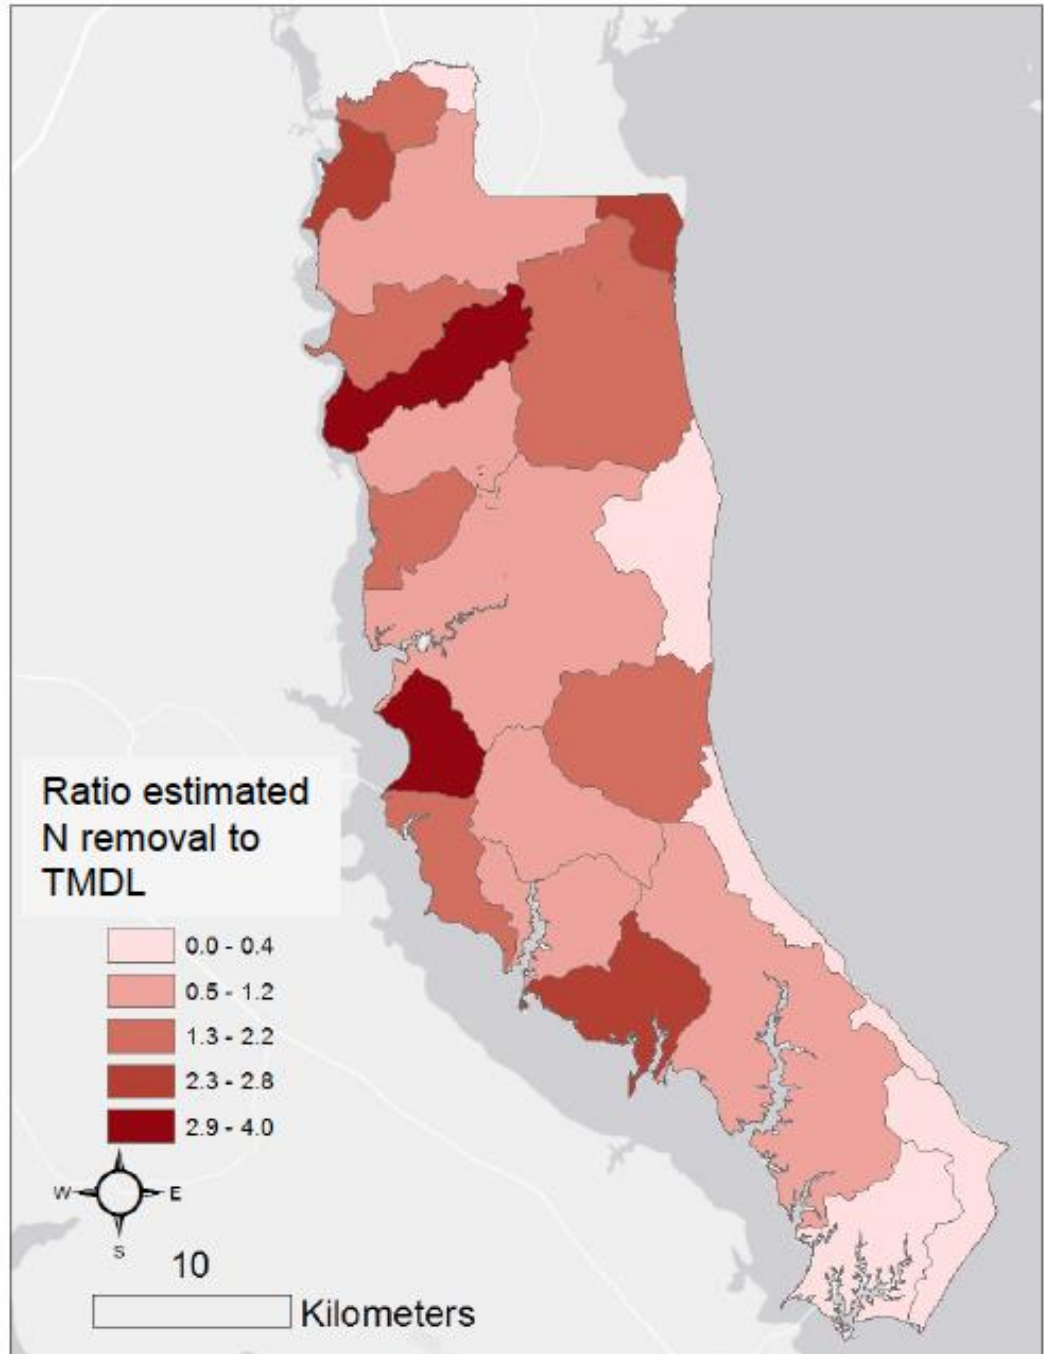 Ratio estimated
N removal to
TMDL
0.0 - 0.4
0.5 - 1.2
1.3 - 2.2
2.3 - 2.8
2.9 - 4.0
W E
S
10
Kilometers